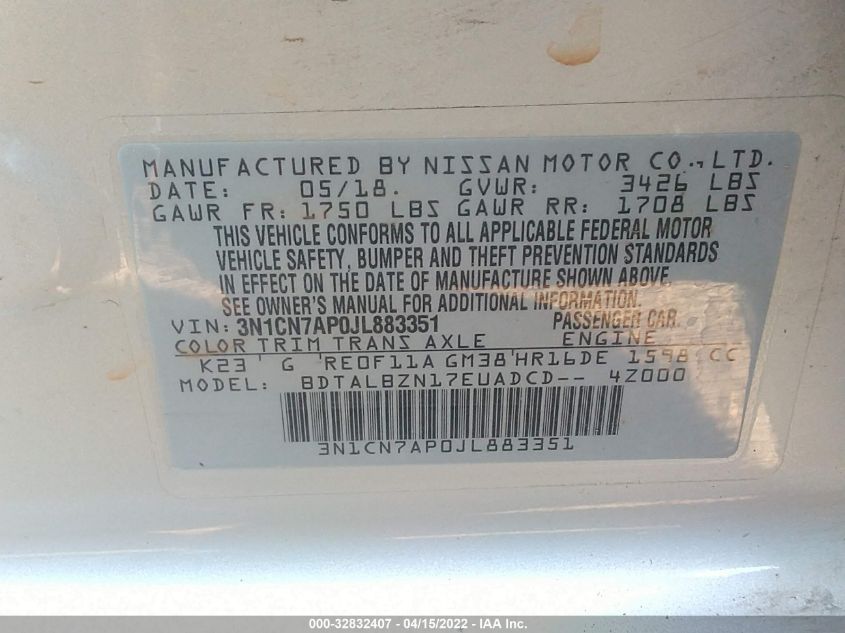 MANUFACTURED BY NISSAN MOTOR CO.,LTD.
DATE: 05/18. GVWR: 3426 LBS
GAWR FR: 1750 LBS GAWR RR: 1708 LBS
THIS VEHICLE CONFORMS TO ALL APPLICABLE FEDERAL MOTOR
VEHICLE SAFETY, BUMPER AND THEFT PREVENTION STANDARDS
IN EFFECT ON THE DATE OF MANUFACTURE SHOWN ABOVE.
SEE OWNER'S MANUAL FOR ADDITIONAL INFORMATION.
VIN: 3N1CN7AP0JL883351 PASSENGER CAR.
COLOR TRIM TRANS AXLE ENGINE
K23 G RE0F11A GM38 HR16DE 1598 CC
MODEL: BDTALBZN17EUADCD-- 4Z000
3N1CN7AP0JL883351
000-32832407 - 04/15/2022 - IAA Inc.